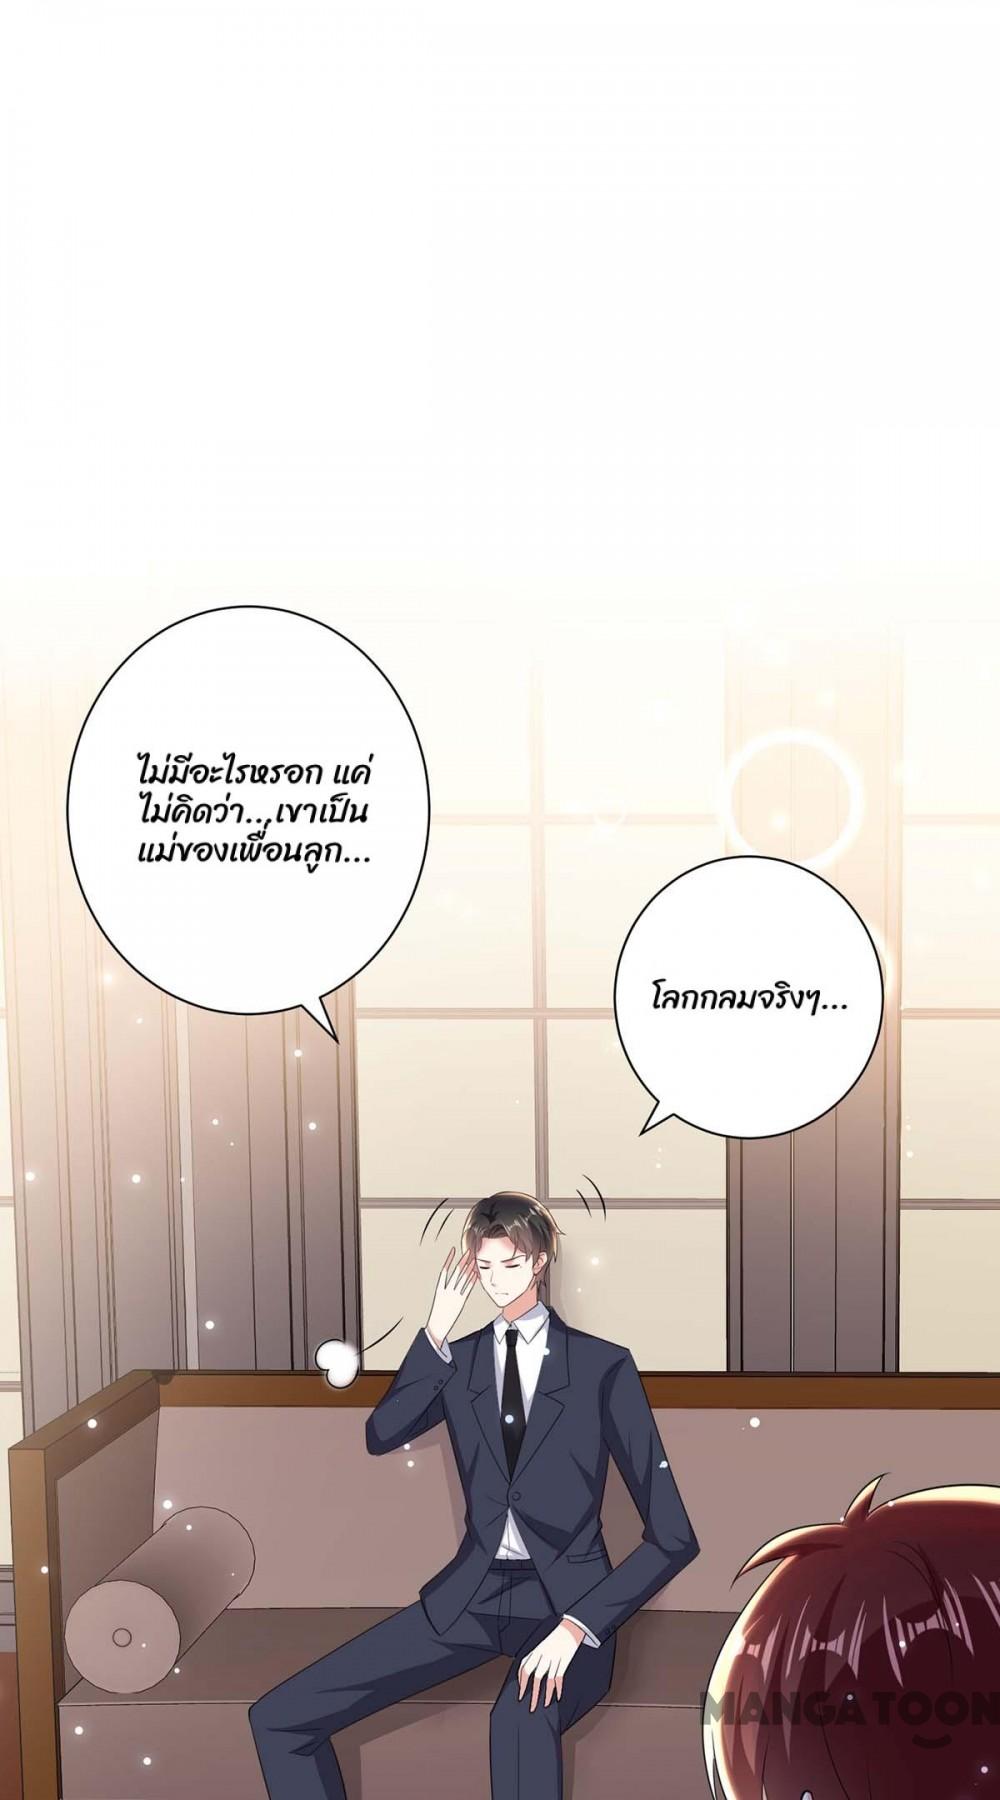 ไม่มีอะไรหรอก แค่
ไม่คิดว่า...เขาเป็น
แม่ของเพื่อนลูก...
โลกกลมจริงๆ...
MANGATOON